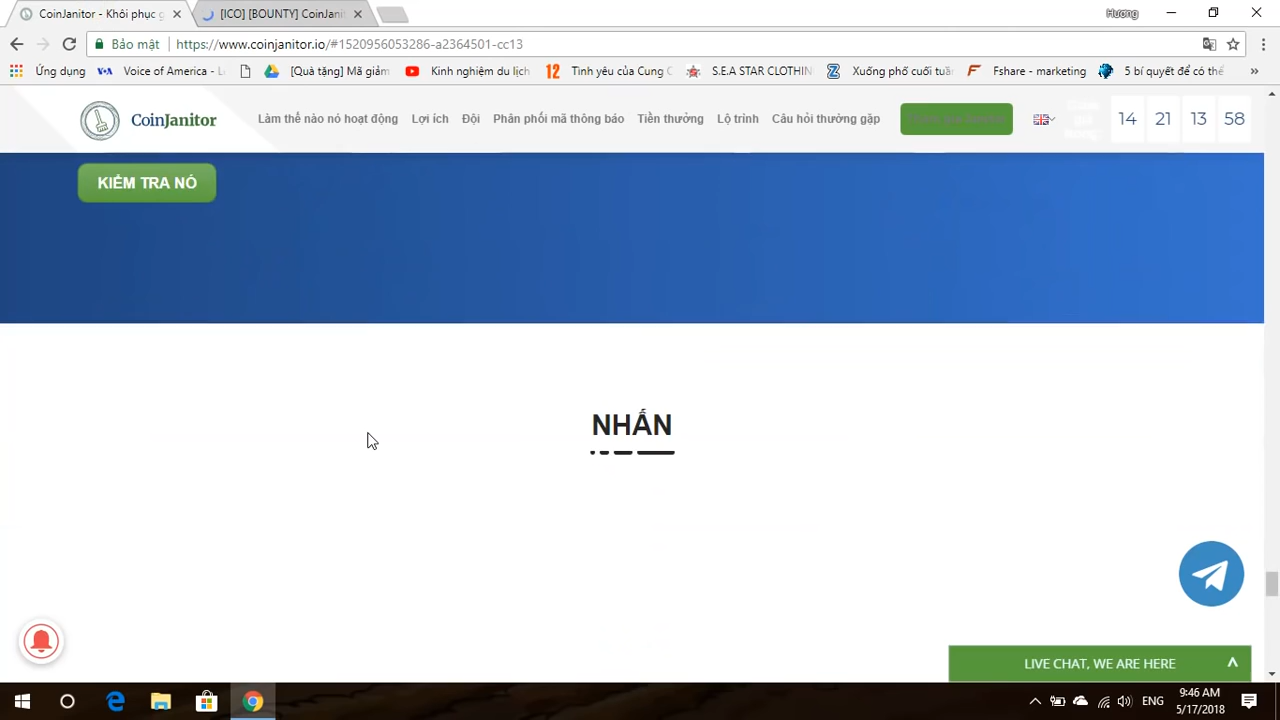 CoinJanitor - Khôi phục g
[ICO] [BOUNTY] CoinJanit
Hương
Bảo mật
https://www.coinjanitor.io/#1520956053286-a2364501-cc13
Ứng dụng
Voice of America - L
[Quà tặng] Mã giảm
Kinh nghiệm du lịch
Tình yêu của Cung C
S.E.A STAR CLOTHIN
Xuống phố cuối tuần
Fshare - marketing
5 bí quyết để có thể
»
CoinJanitor
Làm thế nào nó hoạt động
Lợi ích
Đội
Phân phối mã thông báo
Tiền thưởng
Lộ trình
Câu hỏi thường gặp
14 21 13 58
KIỂM TRA NÓ
NHẤN
LIVE CHAT, WE ARE HERE
ENG
9:46 AM
5/17/2018